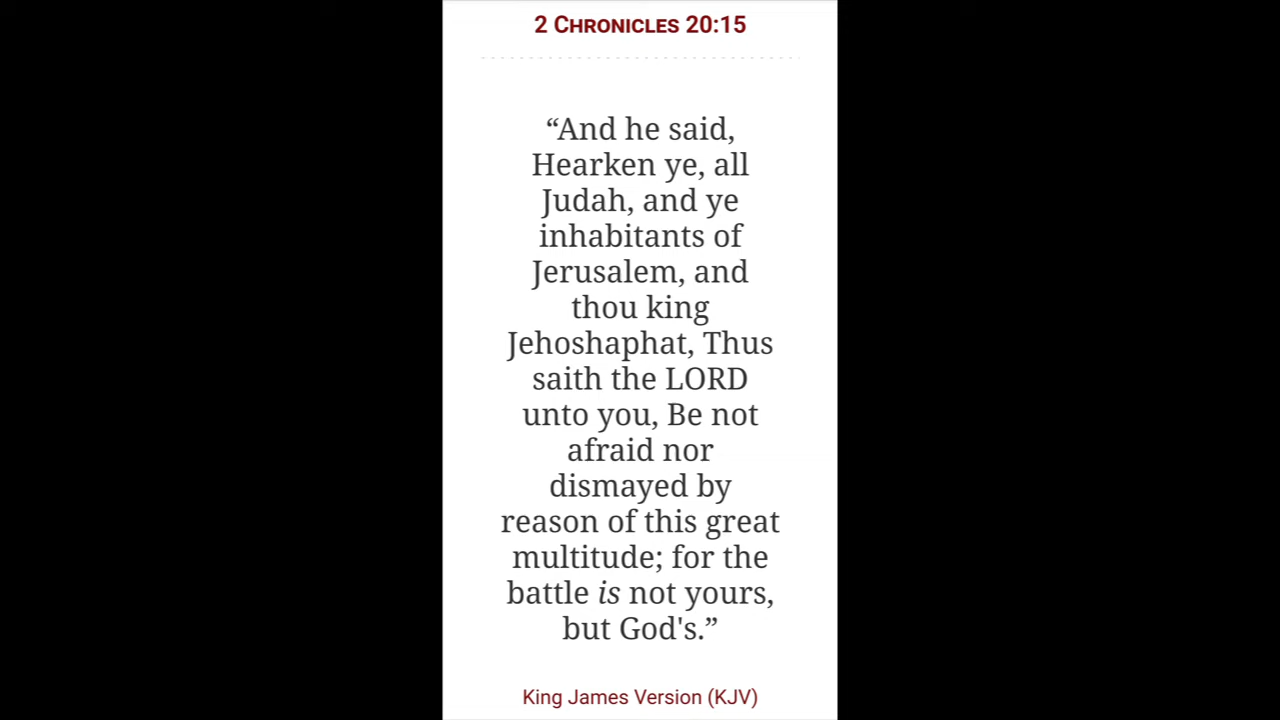 2 Chronicles 20:15
“And he said,
Hearken ye, all
Judah, and ye
inhabitants of
Jerusalem, and
thou king
Jehoshaphat, Thus
saith the LORD
unto you, Be not
afraid nor
dismayed by
reason of this great
multitude; for the
battle is not yours,
but God's.”
King James Version (KJV)